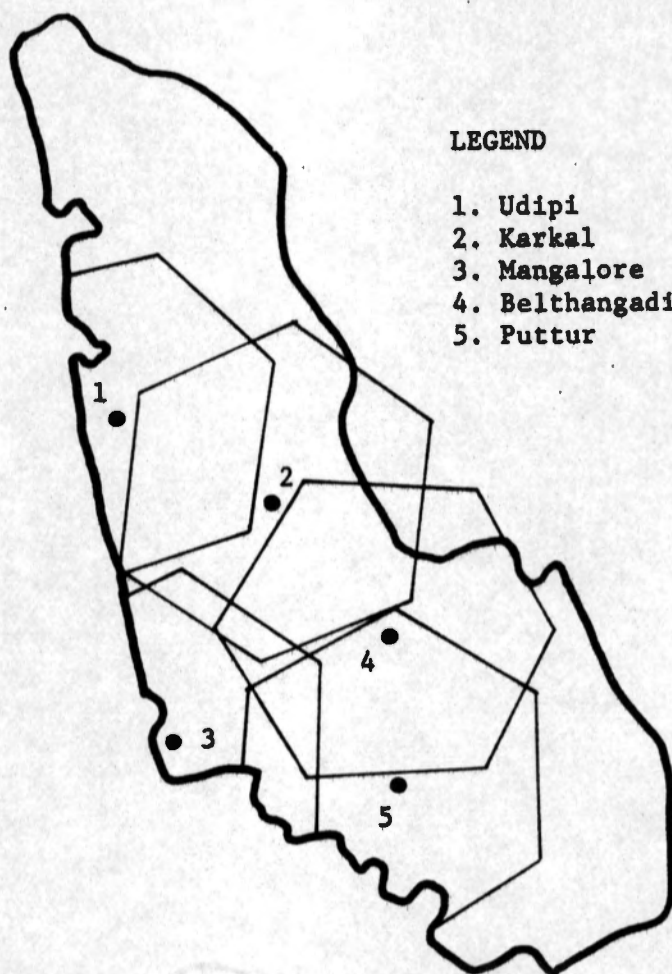 LEGEND
1. Udipi
2. Karkal
3. Mangalore
4. Belthangadi
5. Puttur
1
2
4
3
5